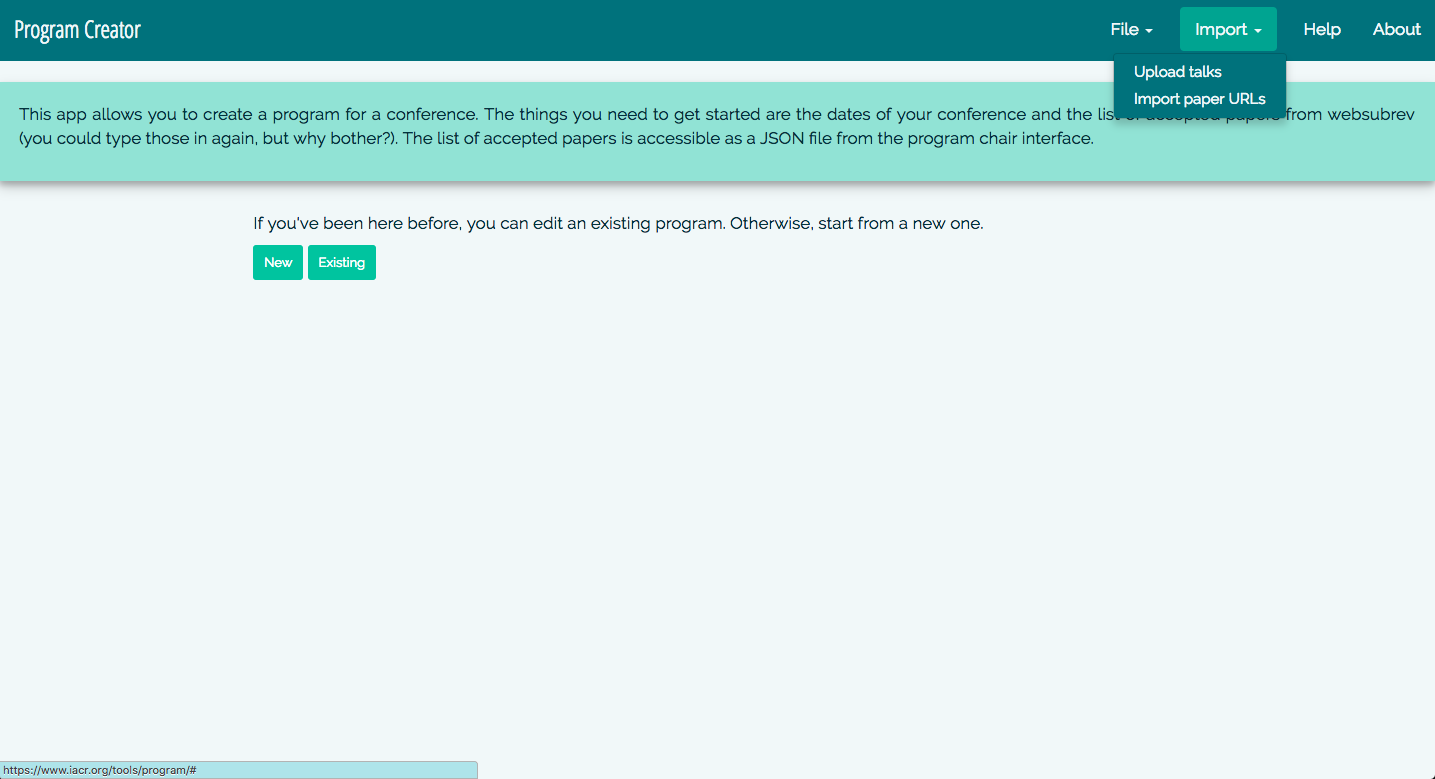 Program Creator
File
Import
Help
About
Upload talks
Import paper URLs
This app allows you to create a program for a conference. The things you need to get started are the dates of your conference and the list of accepted papers from websubrev
(you could type those in again, but why bother?). The list of accepted papers is accessible as a JSON file from the program chair interface.
If you've been here before, you can edit an existing program. Otherwise, start from a new one.
New
Existing
https://www.iacr.org/tools/program/#